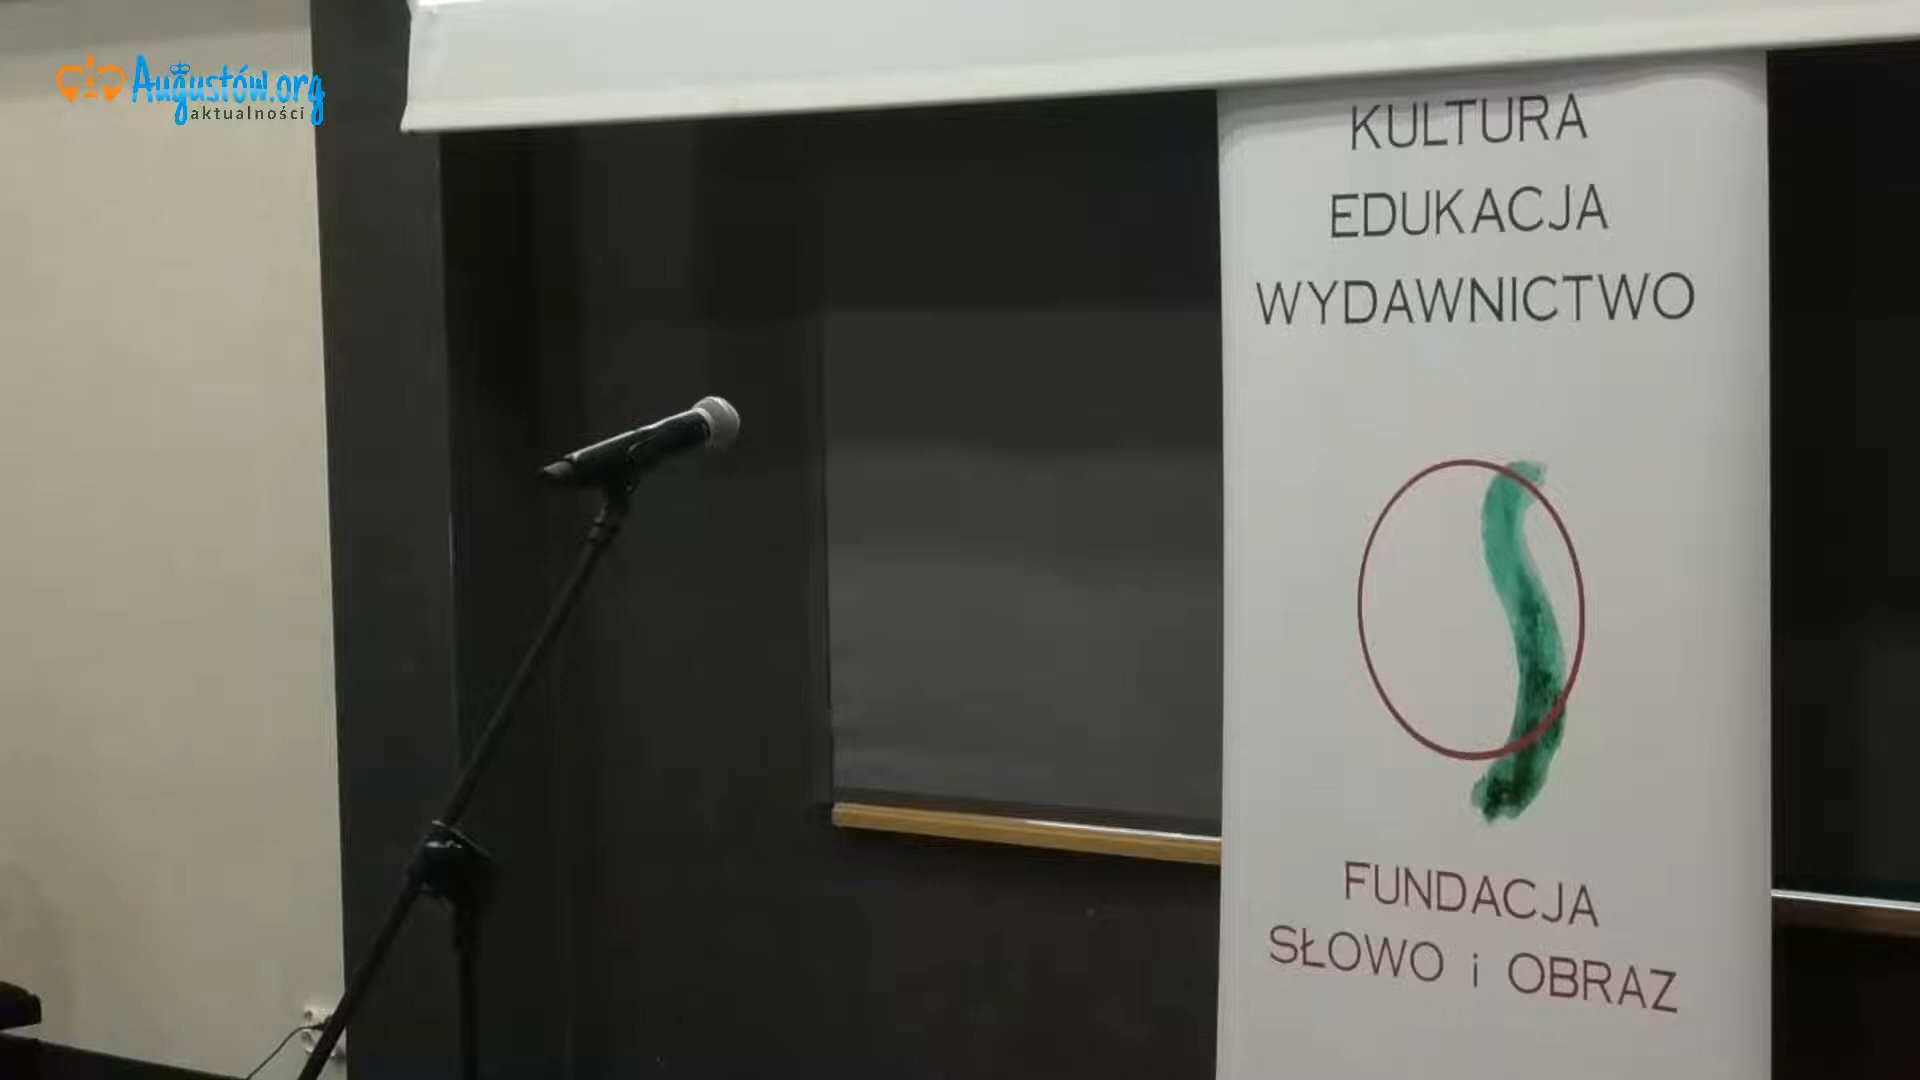 Augustów.org
aktualności
KULTURA
EDUKACJA
WYDAWNICTWO
FUNDACJA
SŁOWO i OBRAZ